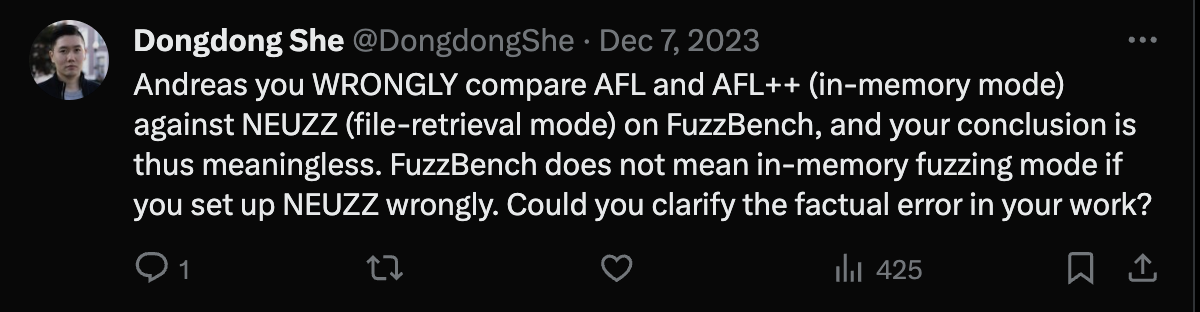 Dongdong She @DongdongShe · Dec 7, 2023
Andreas you WRONGLY compare AFL and AFL++ (in-memory mode)
against NEUZZ (file-retrieval mode) on FuzzBench, and your conclusion is
thus meaningless. FuzzBench does not mean in-memory fuzzing mode if
you set up NEUZZ wrongly. Could you clarify the factual error in your work?
1 425